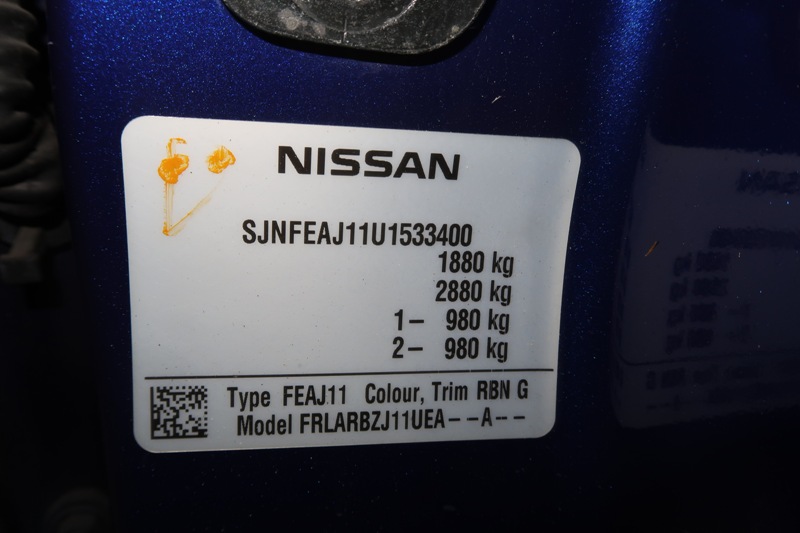 NISSAN
SJNFEAJ11U1533400
1880 kg
2880 kg
1– 980 kg
2– 980 kg
Type FEAJ11 Colour, Trim RBN G
Model FRLARBZJ11UEA– –A– –